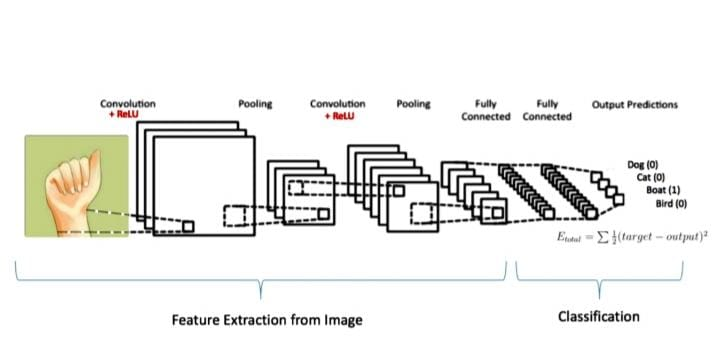 Convolution
+ ReLU
Pooling
Convolution
+ ReLU
Pooling
Fully
Connected
Fully
Connected
Output Predictions
Dog (0)
Cat (0)
Boat (1)
Bird (0)
E_total = ∑ ½(target − output)²
Feature Extraction from Image
Classification